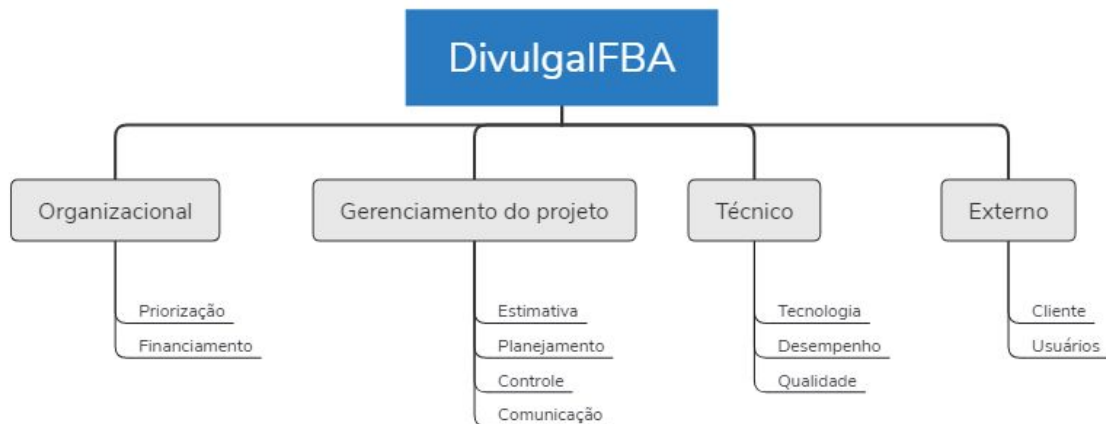 DivulgaIFBA
Organizacional
Gerenciamento do projeto
Técnico
Externo
Priorização
Financiamento
Estimativa
Planejamento
Controle
Comunicação
Tecnologia
Desempenho
Qualidade
Cliente
Usuários